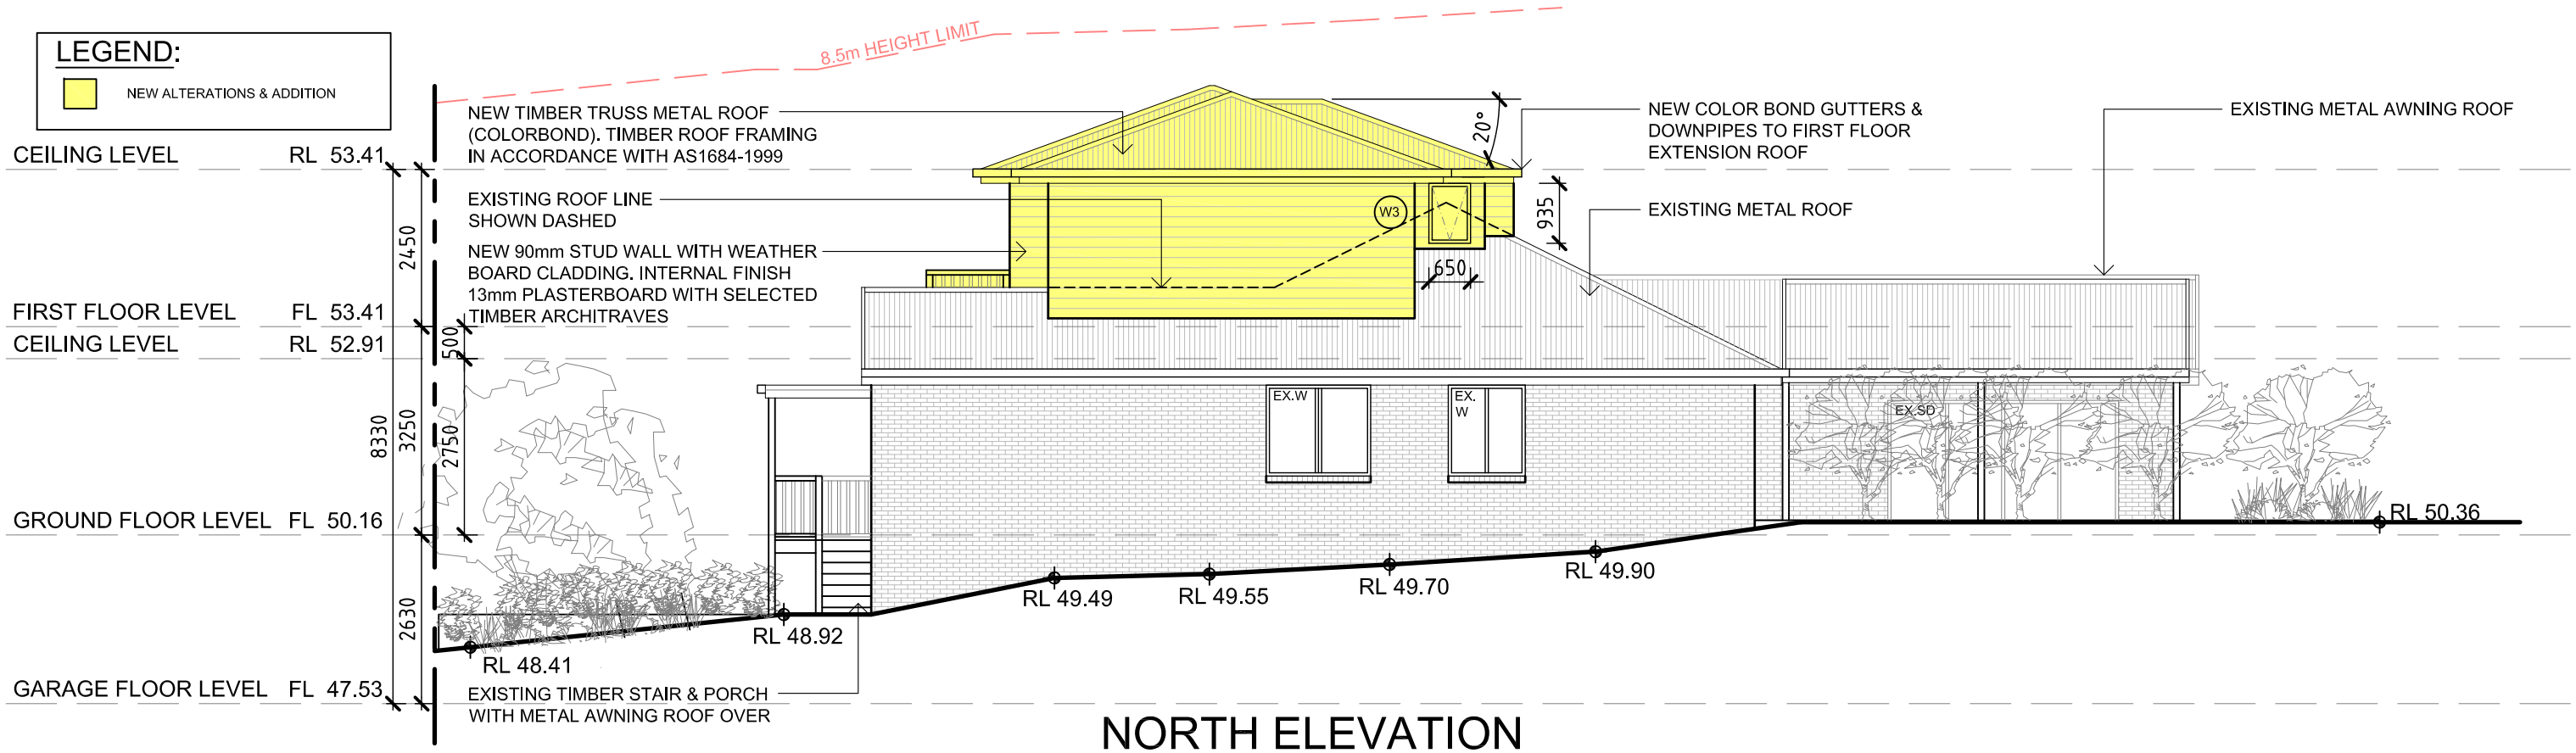 LEGEND:
NEW ALTERATIONS & ADDITION
8.5m HEIGHT LIMIT
CEILING LEVEL RL 53.41
FIRST FLOOR LEVEL FL 53.41
CEILING LEVEL RL 52.91
GROUND FLOOR LEVEL FL 50.16
GARAGE FLOOR LEVEL FL 47.53
8330
2450
3250
2630
500
2750
NEW TIMBER TRUSS METAL ROOF
(COLORBOND). TIMBER ROOF FRAMING
IN ACCORDANCE WITH AS1684-1999
EXISTING ROOF LINE
SHOWN DASHED
NEW 90mm STUD WALL WITH WEATHER
BOARD CLADDING. INTERNAL FINISH
13mm PLASTERBOARD WITH SELECTED
TIMBER ARCHITRAVES
W3
20°
935
650
NEW COLOR BOND GUTTERS &
DOWNPIPES TO FIRST FLOOR
EXTENSION ROOF
EXISTING METAL ROOF
EXISTING METAL AWNING ROOF
EX.W
EX.
W
EX.SD
RL 48.41
RL 48.92
RL 49.49
RL 49.55
RL 49.70
RL 49.90
RL 50.36
EXISTING TIMBER STAIR & PORCH
WITH METAL AWNING ROOF OVER
NORTH ELEVATION